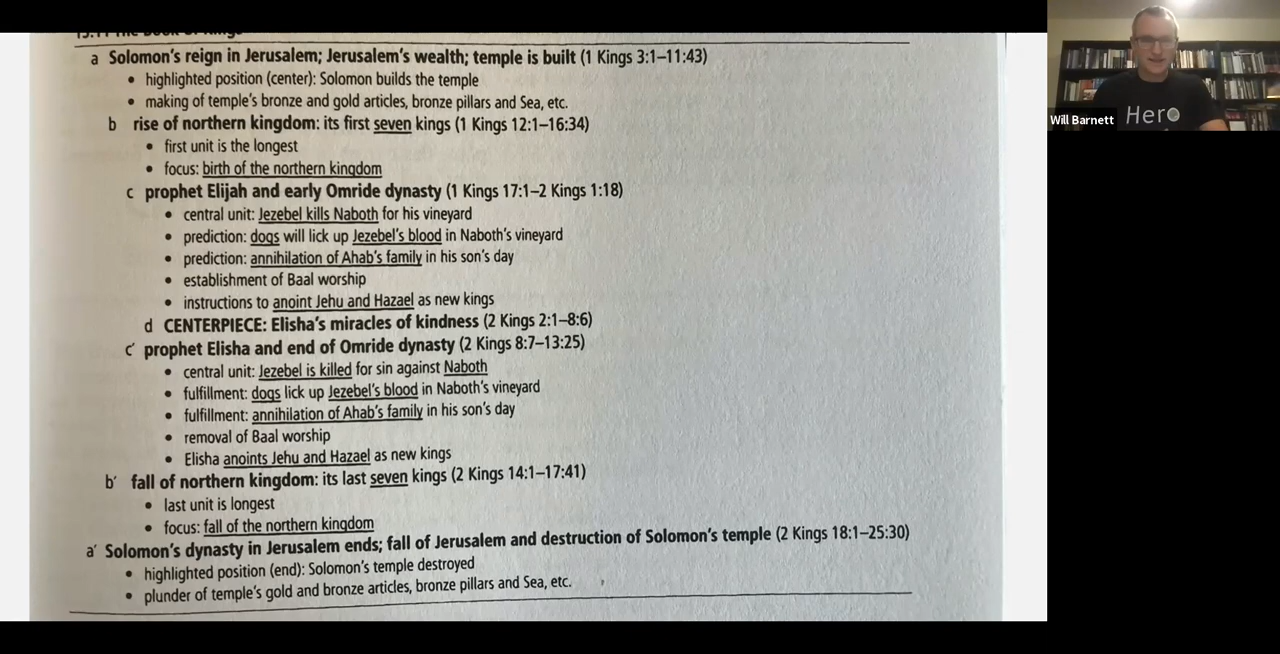 15.11 The Book of Kings
a Solomon's reign in Jerusalem; Jerusalem's wealth; temple is built (1 Kings 3:1–11:43)
• highlighted position (center): Solomon builds the temple
• making of temple's bronze and gold articles, bronze pillars and Sea, etc.
b rise of northern kingdom: its first seven kings (1 Kings 12:1–16:34)
• first unit is the longest
• focus: birth of the northern kingdom
c prophet Elijah and early Omride dynasty (1 Kings 17:1–2 Kings 1:18)
• central unit: Jezebel kills Naboth for his vineyard
• prediction: dogs will lick up Jezebel's blood in Naboth's vineyard
• prediction: annihilation of Ahab's family in his son's day
• establishment of Baal worship
• instructions to anoint Jehu and Hazael as new kings
d CENTERPIECE: Elisha's miracles of kindness (2 Kings 2:1–8:6)
c′ prophet Elisha and end of Omride dynasty (2 Kings 8:7–13:25)
• central unit: Jezebel is killed for sin against Naboth
• fulfillment: dogs lick up Jezebel's blood in Naboth's vineyard
• fulfillment: annihilation of Ahab's family in his son's day
• removal of Baal worship
• Elisha anoints Jehu and Hazael as new kings
b′ fall of northern kingdom: its last seven kings (2 Kings 14:1–17:41)
• last unit is longest
• focus: fall of the northern kingdom
a′ Solomon's dynasty in Jerusalem ends; fall of Jerusalem and destruction of Solomon's temple (2 Kings 18:1–25:30)
• highlighted position (end): Solomon's temple destroyed
• plunder of temple's gold and bronze articles, bronze pillars and Sea, etc.
Hero
Will Barnett